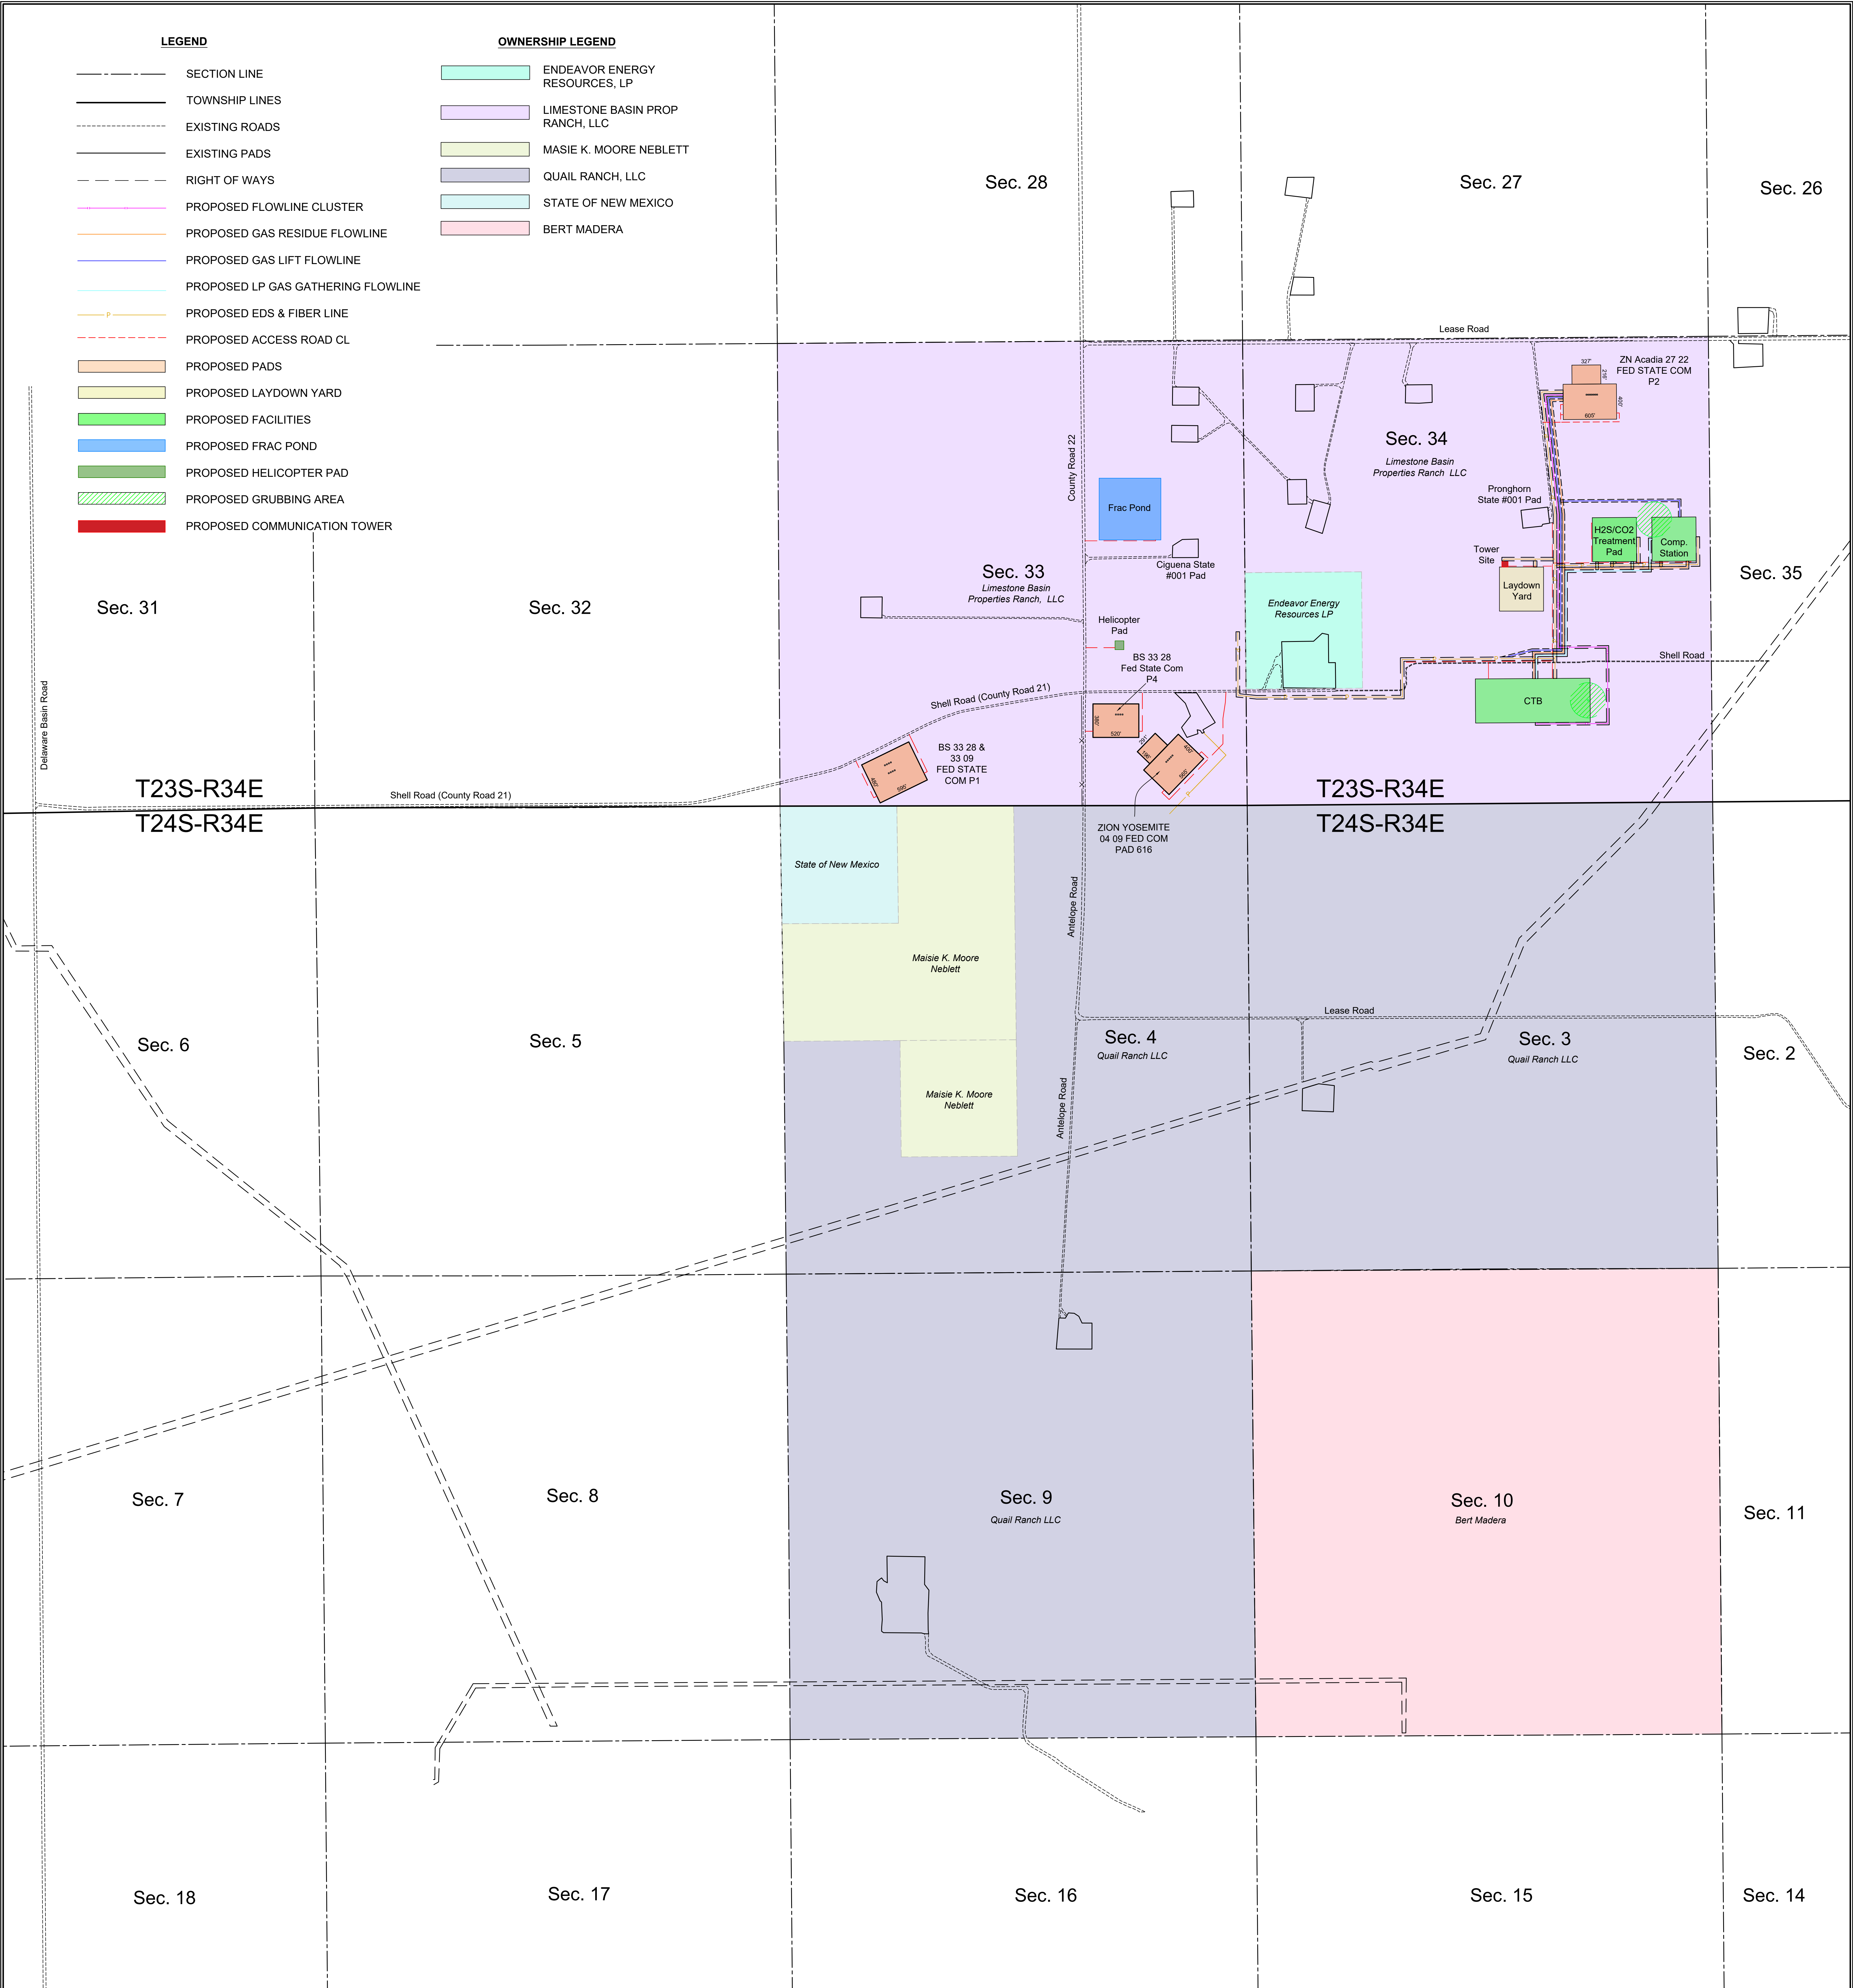 LEGEND
SECTION LINE
TOWNSHIP LINES
EXISTING ROADS
EXISTING PADS
RIGHT OF WAYS
PROPOSED FLOWLINE CLUSTER
PROPOSED GAS RESIDUE FLOWLINE
PROPOSED GAS LIFT FLOWLINE
PROPOSED LP GAS GATHERING FLOWLINE
P
PROPOSED EDS & FIBER LINE
PROPOSED ACCESS ROAD CL
PROPOSED PADS
PROPOSED LAYDOWN YARD
PROPOSED FACILITIES
PROPOSED FRAC POND
PROPOSED HELICOPTER PAD
PROPOSED GRUBBING AREA
PROPOSED COMMUNICATION TOWER
OWNERSHIP LEGEND
ENDEAVOR ENERGY
RESOURCES, LP
LIMESTONE BASIN PROP
RANCH, LLC
MASIE K. MOORE NEBLETT
QUAIL RANCH, LLC
STATE OF NEW MEXICO
BERT MADERA
Sec. 28
Sec. 27
Sec. 26
Lease Road
327'
216'
ZN Acadia 27 22
FED STATE COM
P2
400'
605'
County Road 22
Sec. 34
Limestone Basin
Properties Ranch LLC
Pronghorn
State #001 Pad
Frac Pond
H2S/CO2
Treatment
Pad
Comp.
Station
Tower
Site
Laydown
Yard
Ciguena State
#001 Pad
Sec. 33
Limestone Basin
Properties Ranch, LLC
Sec. 35
Sec. 31
Sec. 32
Endeavor Energy
Resources LP
Helicopter
Pad
BS 33 28
Fed State Com
P4
Shell Road
Shell Road (County Road 21)
CTB
380'
520'
291'
196'
400'
565'
P
BS 33 28 &
33 09
FED STATE
COM P1
480'
595'
Delaware Basin Road
Shell Road (County Road 21)
T23S-R34E
T24S-R34E
T23S-R34E
T24S-R34E
ZION YOSEMITE
04 09 FED COM
PAD 616
State of New Mexico
Antelope Road
Maisie K. Moore
Neblett
Lease Road
Sec. 6
Sec. 5
Sec. 4
Quail Ranch LLC
Sec. 3
Quail Ranch LLC
Sec. 2
Maisie K. Moore
Neblett
Antelope Road
Sec. 7
Sec. 8
Sec. 9
Quail Ranch LLC
Sec. 10
Bert Madera
Sec. 11
Sec. 18
Sec. 17
Sec. 16
Sec. 15
Sec. 14